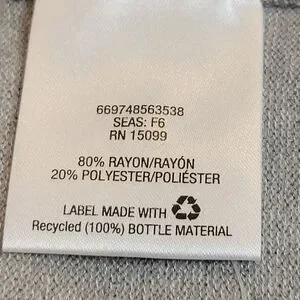 669748563538
SEAS: F6
RN 15099
80% RAYON/RAYÓN
20% POLYESTER/POLIÉSTER
LABEL MADE WITH
Recycled (100%) BOTTLE MATERIAL